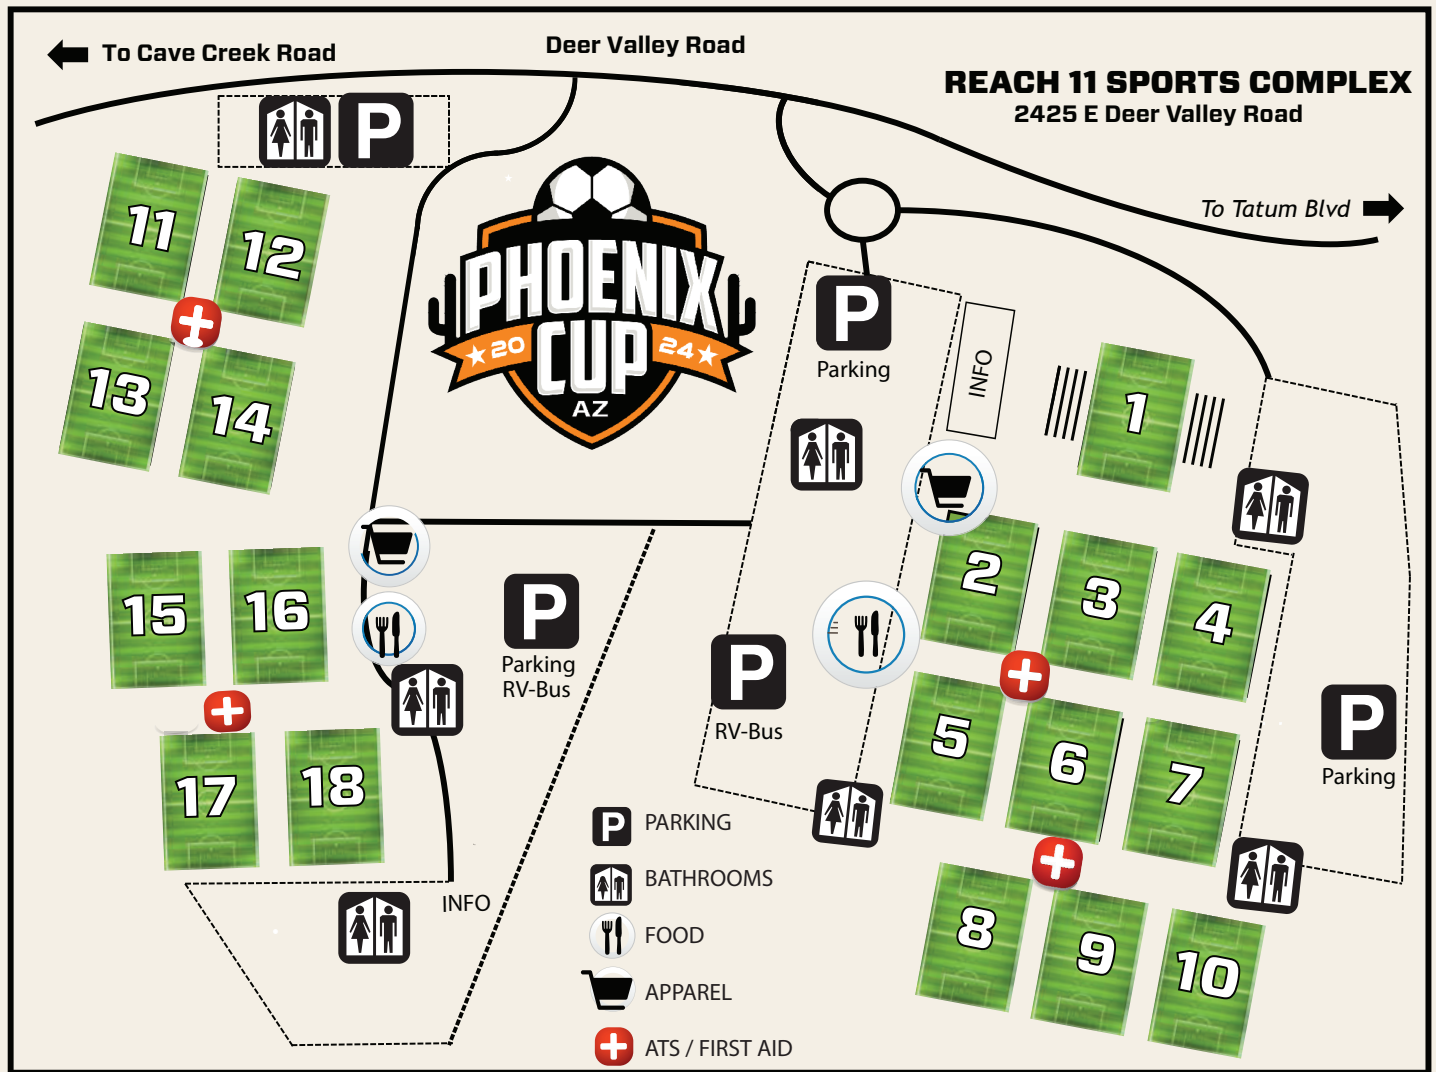 To Cave Creek Road
Deer Valley Road
REACH 11 SPORTS COMPLEX
2425 E Deer Valley Road
To Tatum Blvd
P
11
12
13
14
PHOENIX
CUP
20
24
AZ
P
Parking
INFO
1
2
3
4
15
16
P
Parking
RV-Bus
P
RV-Bus
5
6
7
P
Parking
17
18
INFO
8
9
10
P
PARKING
BATHROOMS
FOOD
APPAREL
ATS / FIRST AID